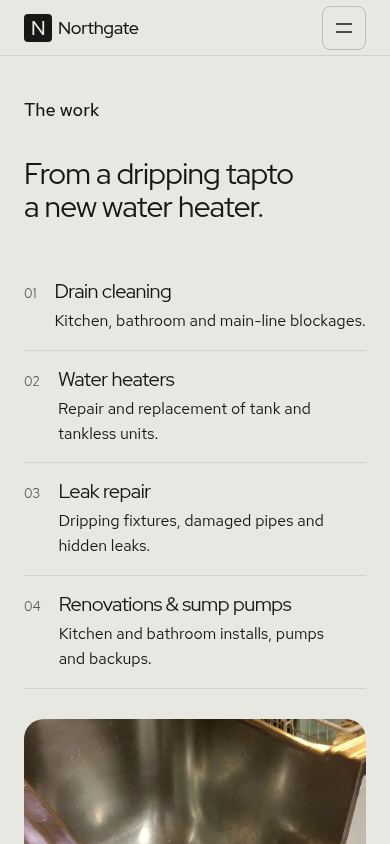 N Northgate
The work
From a dripping tapto
a new water heater.
01 Drain cleaning
Kitchen, bathroom and main-line blockages.
02 Water heaters
Repair and replacement of tank and
tankless units.
03 Leak repair
Dripping fixtures, damaged pipes and
hidden leaks.
04 Renovations & sump pumps
Kitchen and bathroom installs, pumps
and backups.